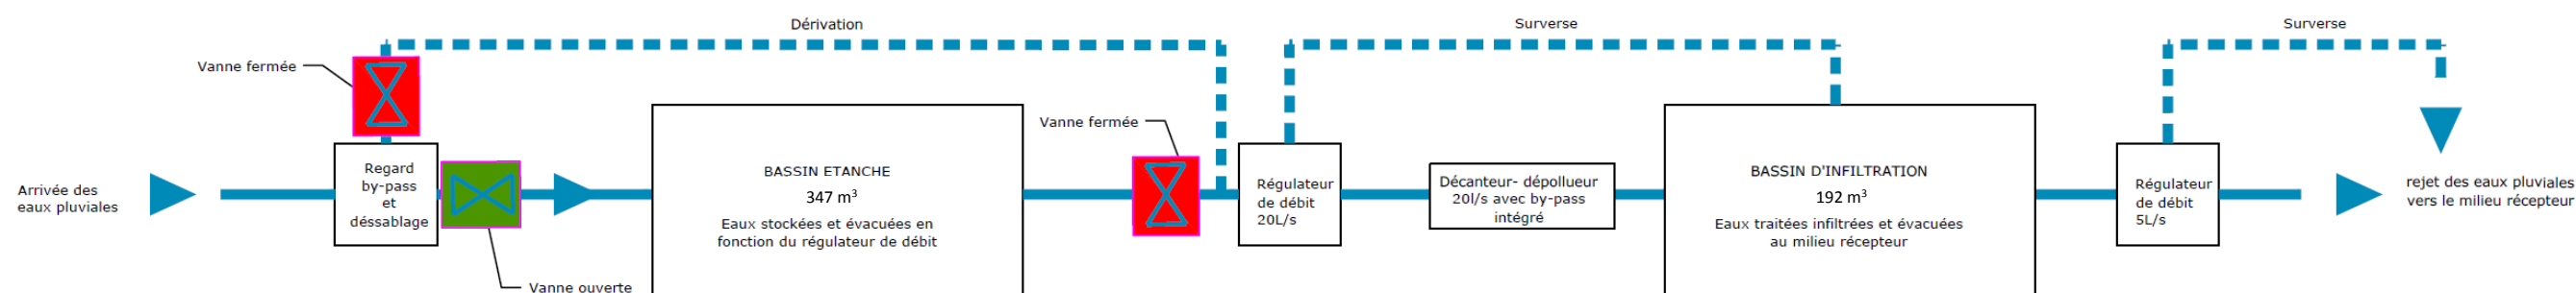 Dérivation
Surverse
Surverse
Vanne fermée
Vanne fermée
Arrivée des
eaux pluviales
Regard
by-pass
et
déssablage
Vanne ouverte
BASSIN ETANCHE
347 m³
Eaux stockées et évacuées en
fonction du régulateur de débit
Régulateur
de débit
20L/s
Décanteur- dépollueur
20l/s avec by-pass
intégré
BASSIN D'INFILTRATION
192 m³
Eaux traitées infiltrées et évacuées
au milieu récepteur
Régulateur
de débit
5L/s
rejet des eaux pluviales
vers le milieu récepteur